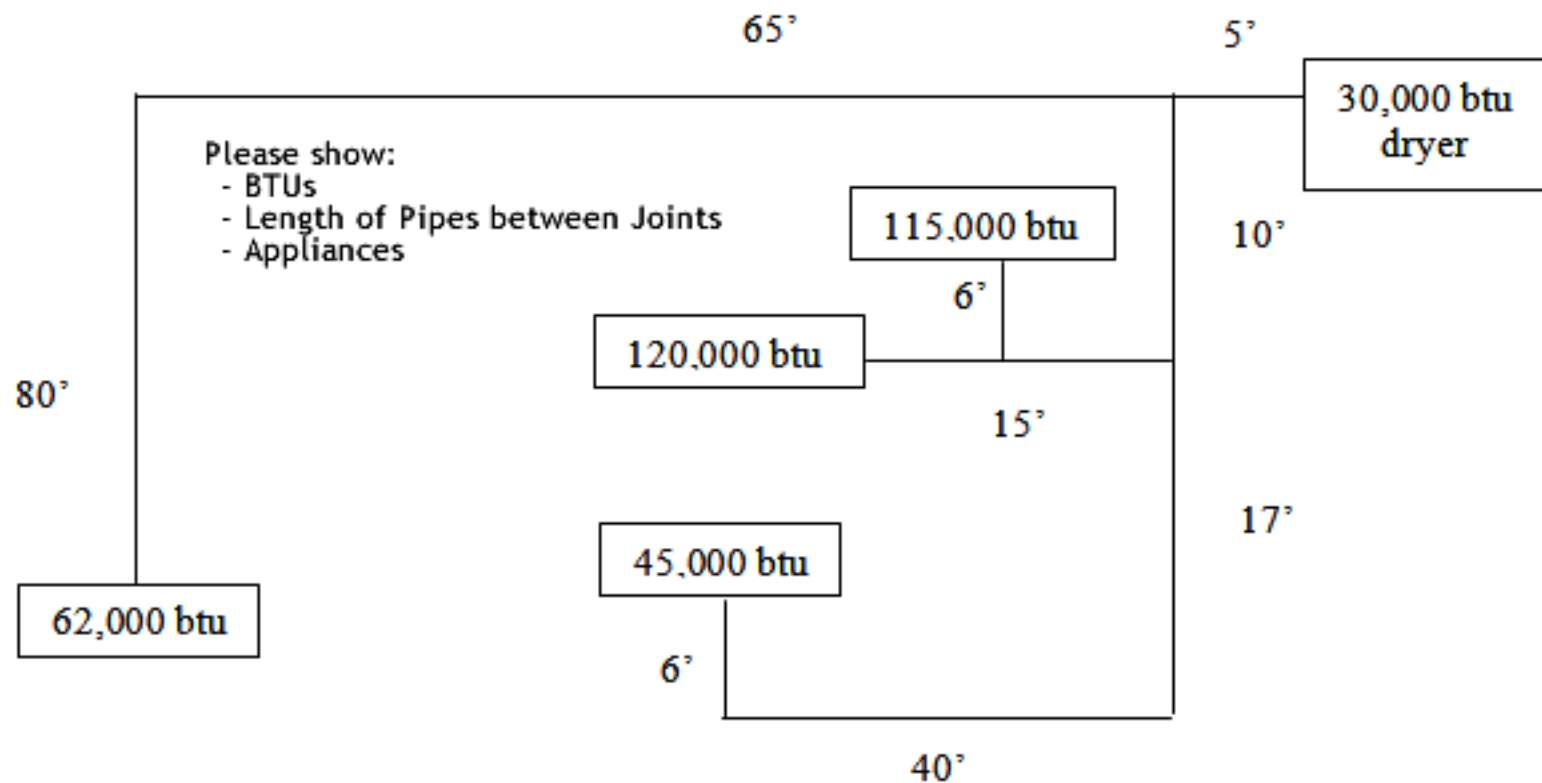 65’
5’
30,000 btu
dryer
Please show:
- BTUs
- Length of Pipes between Joints
- Appliances
115,000 btu
10’
6’
120,000 btu
80’
15’
17’
45,000 btu
62,000 btu
6’
40’